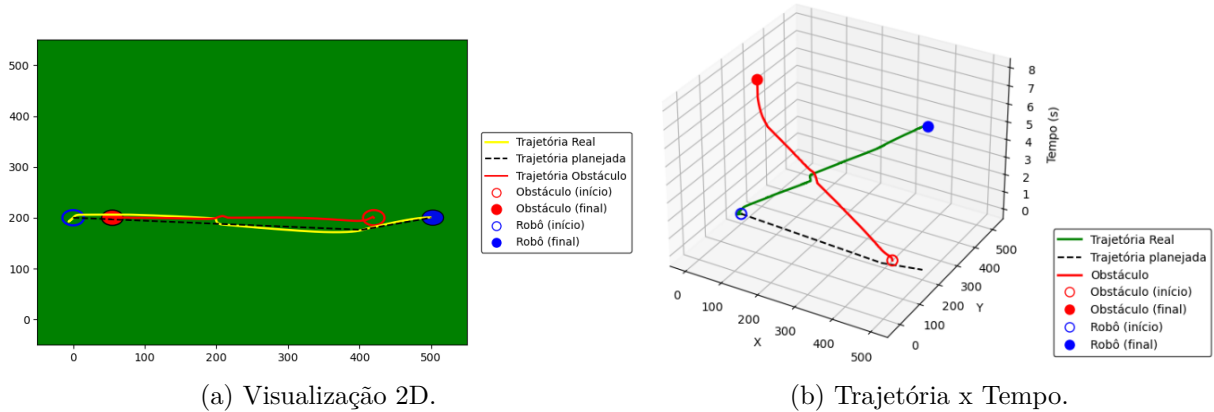 500
400
300
200
100
0
0
100
200
300
400
500
Trajetória Real
Trajetória planejada
Trajetória Obstáculo
Obstáculo (início)
Obstáculo (final)
Robô (início)
Robô (final)
(a) Visualização 2D.
8
7
6
5
4
3
2
1
0
Tempo (s)
0
100
200
300
400
500
X
0
100
200
300
400
500
Y
Trajetória Real
Trajetória planejada
Obstáculo
Obstáculo (início)
Obstáculo (final)
Robô (início)
Robô (final)
(b) Trajetória x Tempo.